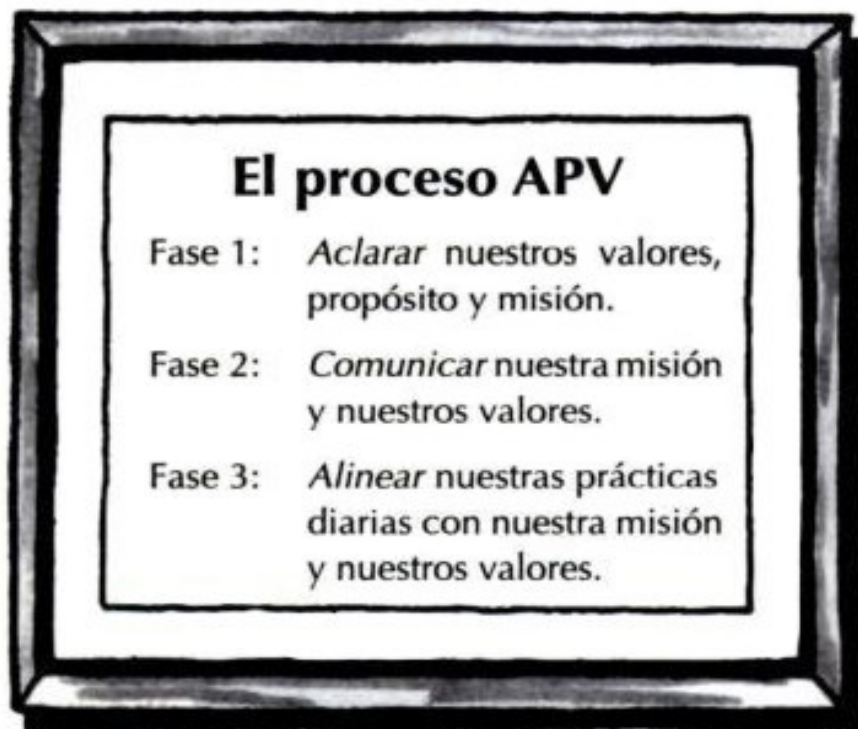 El proceso APV
Fase 1: Aclarar nuestros valores,
propósito y misión.
Fase 2: Comunicar nuestra misión
y nuestros valores.
Fase 3: Alinear nuestras prácticas
diarias con nuestra misión
y nuestros valores.